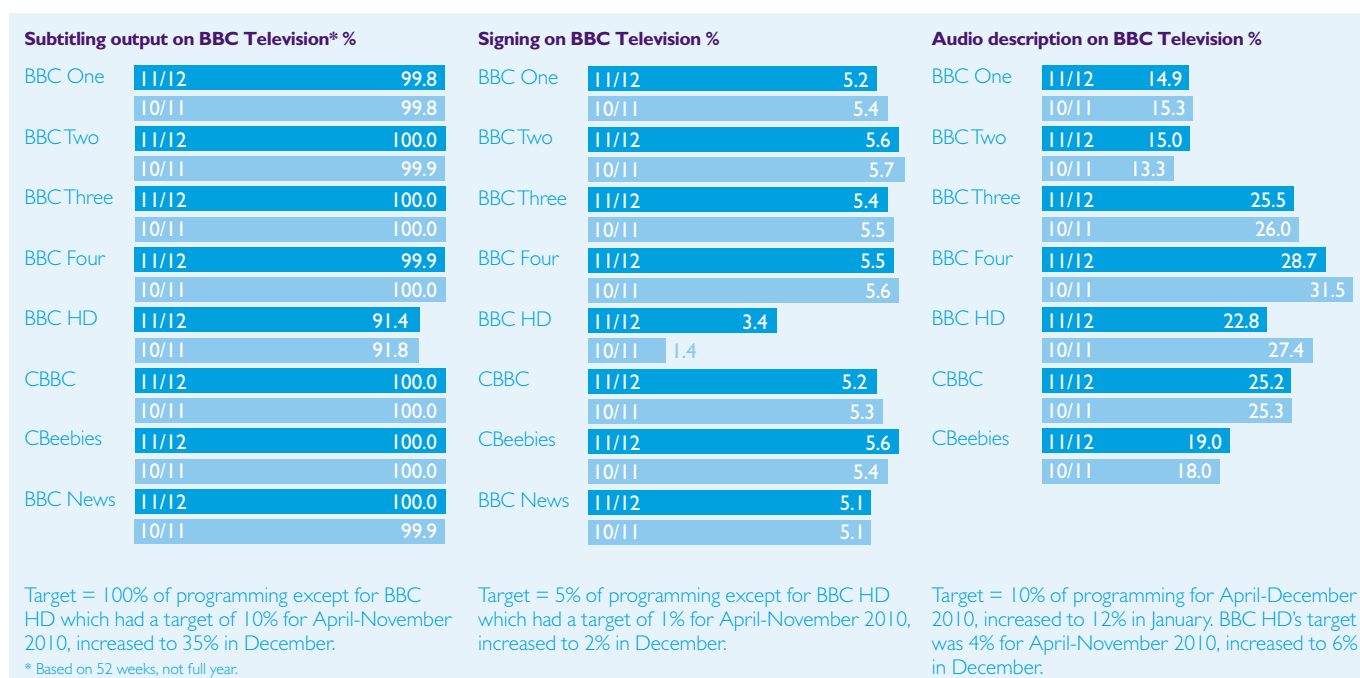 Subtitling output on BBC Television* %
BBC One 11/12 99.8
10/11 99.8
BBC Two 11/12 100.0
10/11 99.9
BBC Three 11/12 100.0
10/11 100.0
BBC Four 11/12 99.9
10/11 100.0
BBC HD 11/12 91.4
10/11 91.8
CBBC 11/12 100.0
10/11 100.0
CBeebies 11/12 100.0
10/11 100.0
BBC News 11/12 100.0
10/11 99.9
Target = 100% of programming except for BBC
HD which had a target of 10% for April-November
2010, increased to 35% in December.
* Based on 52 weeks, not full year.
Signing on BBC Television %
BBC One 11/12 5.2
10/11 5.4
BBC Two 11/12 5.6
10/11 5.7
BBC Three 11/12 5.4
10/11 5.5
BBC Four 11/12 5.5
10/11 5.6
BBC HD 11/12 3.4
10/11 1.4
CBBC 11/12 5.2
10/11 5.3
CBeebies 11/12 5.6
10/11 5.4
BBC News 11/12 5.1
10/11 5.1
Target = 5% of programming except for BBC HD
which had a target of 1% for April-November 2010,
increased to 2% in December.
Audio description on BBC Television %
BBC One 11/12 14.9
10/11 15.3
BBC Two 11/12 15.0
10/11 13.3
BBC Three 11/12 25.5
10/11 26.0
BBC Four 11/12 28.7
10/11 31.5
BBC HD 11/12 22.8
10/11 27.4
CBBC 11/12 25.2
10/11 25.3
CBeebies 11/12 19.0
10/11 18.0
Target = 10% of programming for April-December
2010, increased to 12% in January. BBC HD's target
was 4% for April-November 2010, increased to 6%
in December.